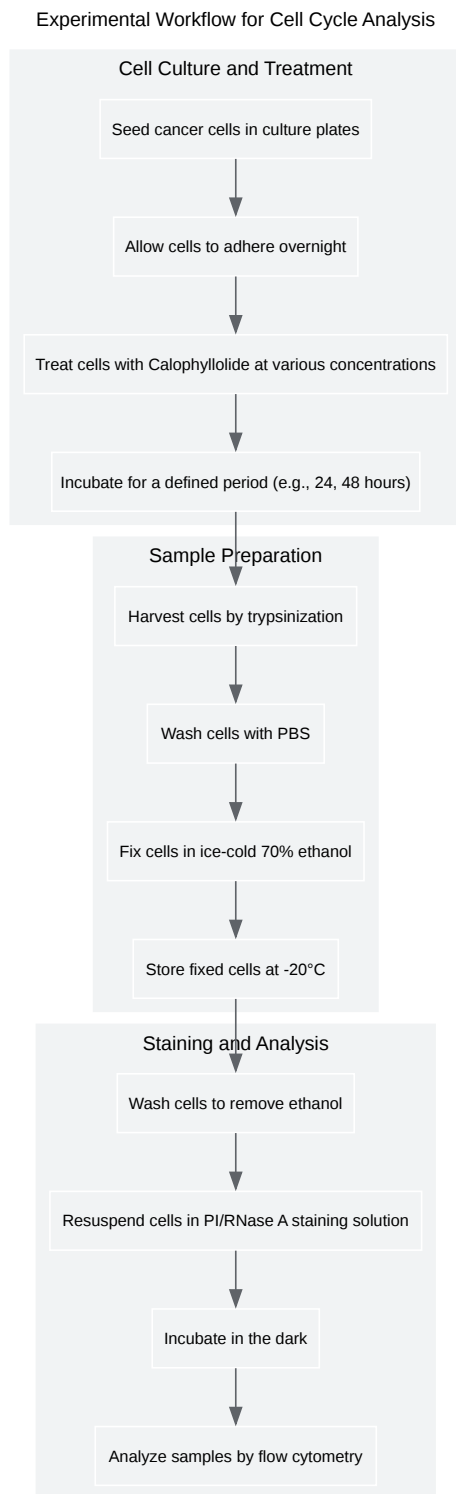 Experimental Workflow for Cell Cycle Analysis
Cell Culture and Treatment
Seed cancer cells in culture plates
Allow cells to adhere overnight
Treat cells with Calophyllolide at various concentrations
Incubate for a defined period (e.g., 24, 48 hours)
Sample Preparation
Harvest cells by trypsinization
Wash cells with PBS
Fix cells in ice-cold 70% ethanol
Store fixed cells at -20°C
Staining and Analysis
Wash cells to remove ethanol
Resuspend cells in PI/RNase A staining solution
Incubate in the dark
Analyze samples by flow cytometry